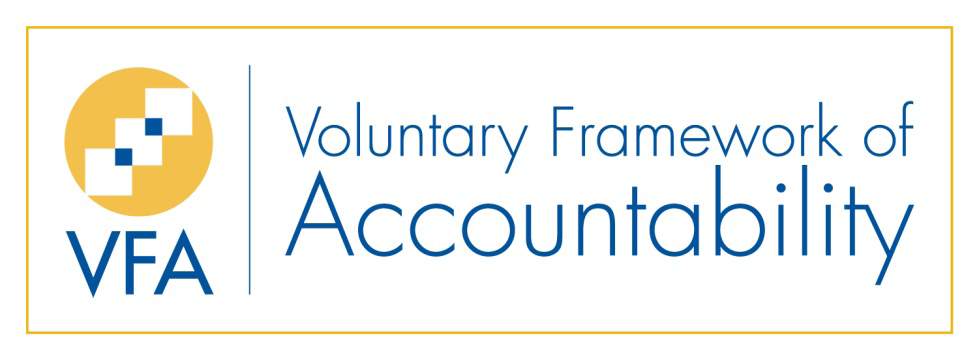 VFA
Voluntary Framework of
Accountability